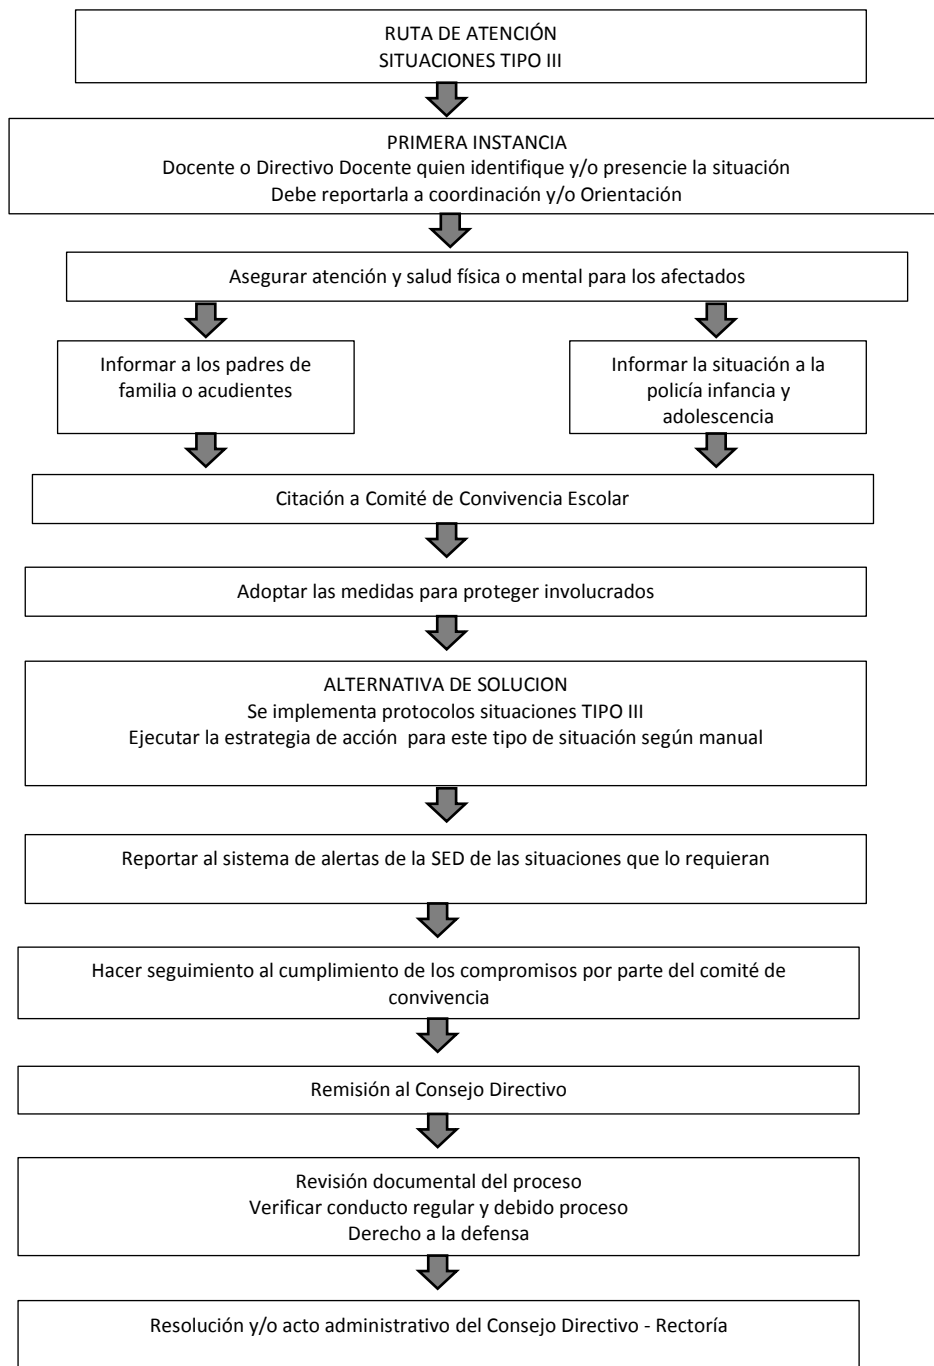 RUTA DE ATENCIÓN
SITUACIONES TIPO III
PRIMERA INSTANCIA
Docente o Directivo Docente quien identifique y/o presencie la situación
Debe reportarla a coordinación y/o Orientación
Asegurar atención y salud física o mental para los afectados
Informar a los padres de
familia o acudientes
Informar la situación a la
policía infancia y
adolescencia
Citación a Comité de Convivencia Escolar
Adoptar las medidas para proteger involucrados
ALTERNATIVA DE SOLUCION
Se implementa protocolos situaciones TIPO III
Ejecutar la estrategia de acción para este tipo de situación según manual
Reportar al sistema de alertas de la SED de las situaciones que lo requieran
Hacer seguimiento al cumplimiento de los compromisos por parte del comité de
convivencia
Remisión al Consejo Directivo
Revisión documental del proceso
Verificar conducto regular y debido proceso
Derecho a la defensa
Resolución y/o acto administrativo del Consejo Directivo - Rectoría